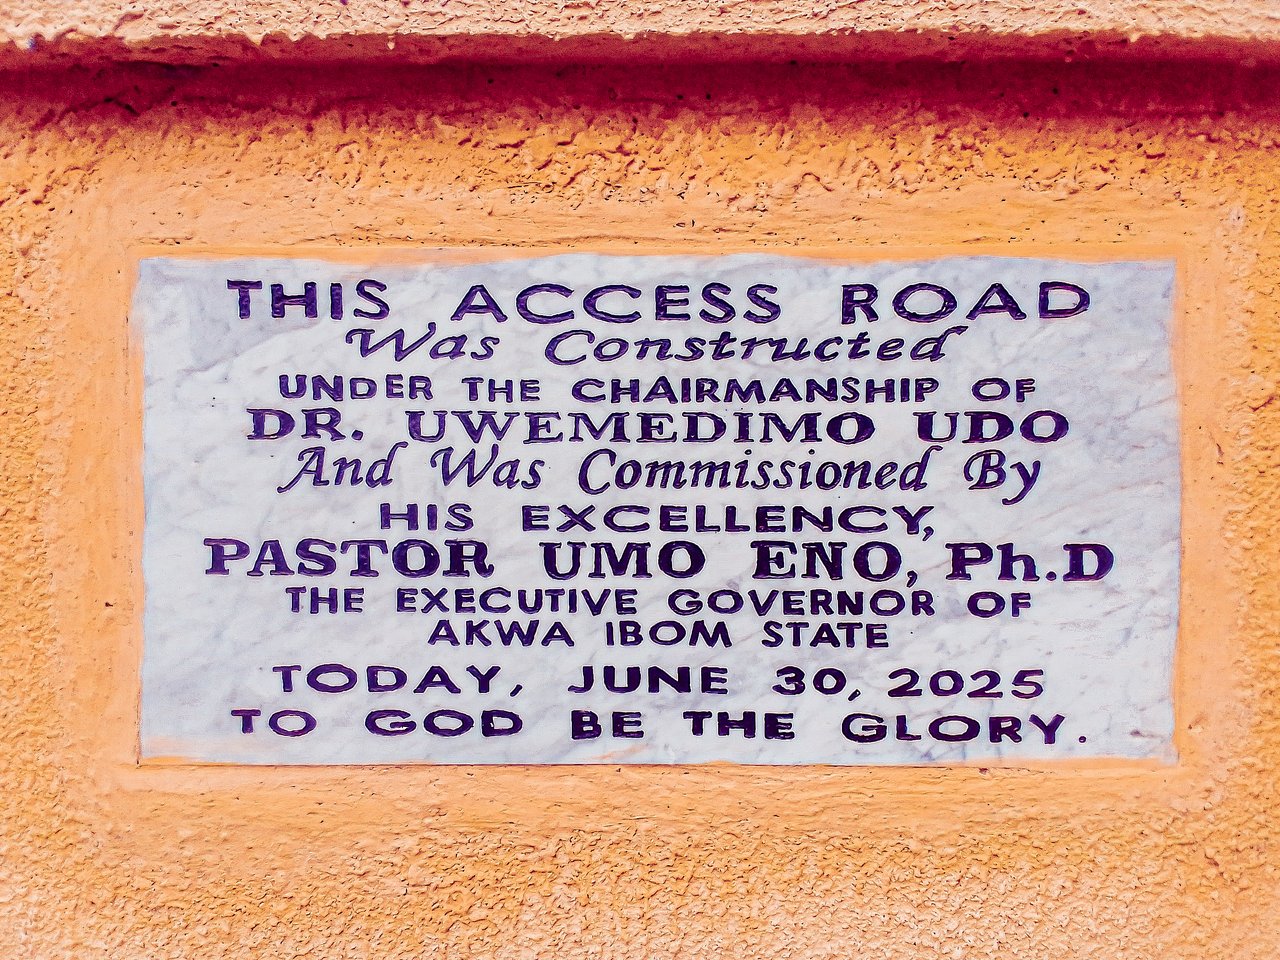 THIS ACCESS ROAD
Was Constructed
UNDER THE CHAIRMANSHIP OF
DR. UWEMEDIMO UDO
And Was Commissioned By
HIS EXCELLENCY,
PASTOR UMO ENO, Ph.D
THE EXECUTIVE GOVERNOR OF
AKWA IBOM STATE
TODAY, JUNE 30, 2025
TO GOD BE THE GLORY.